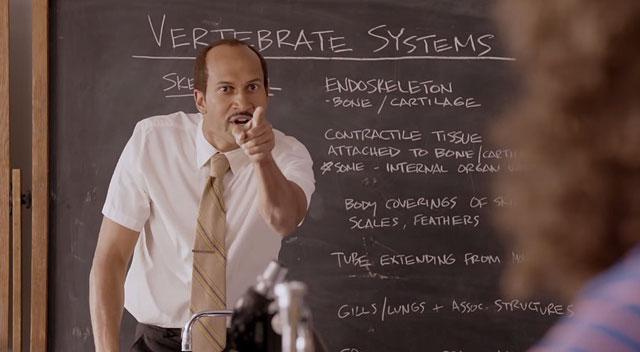 VERTEBRATE SYSTEMS
ENDOSKELETON
-BONE / CARTILAGE
CONTRACTILE TISSUE
ATTACHED TO BONE/
*SOME - INTERNAL ORGAN
BODY COVERINGS OF
SCALES, FEATHERS
TUBE EXTENDING FROM
GILLS/LUNGS + ASSOC. STRUCTURES